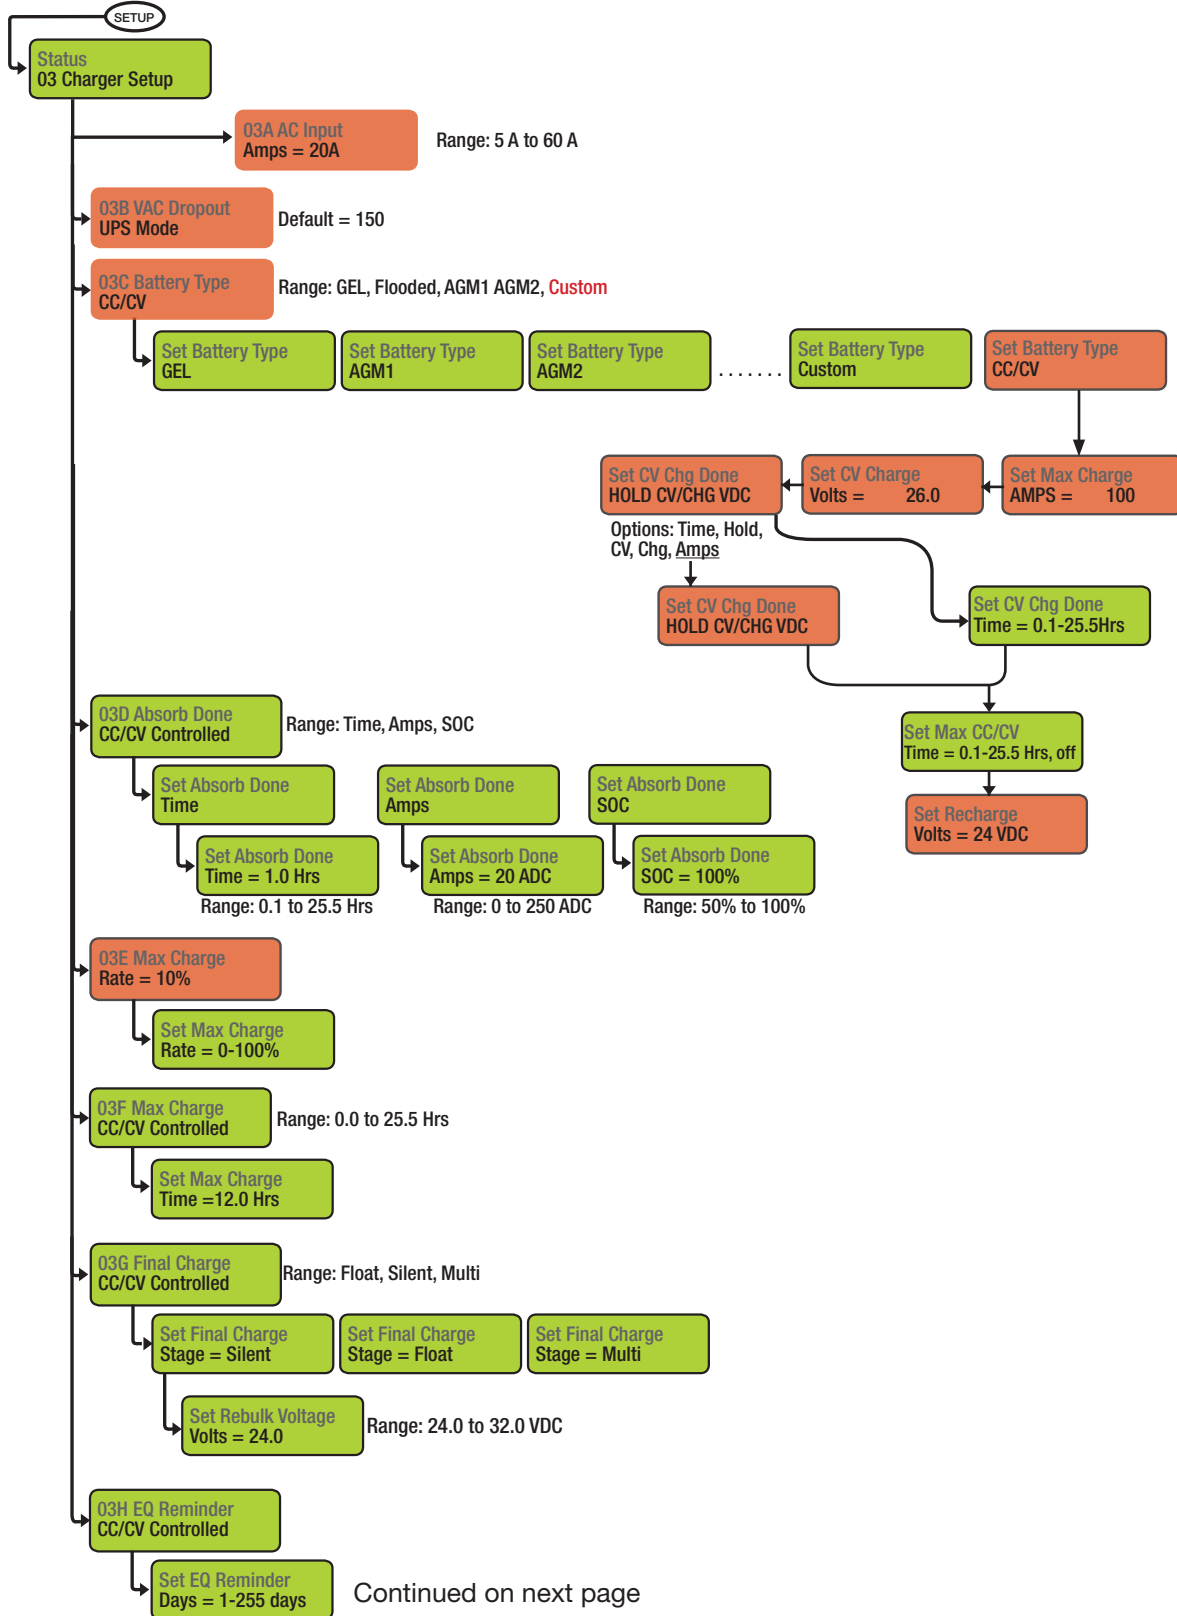 SETUP
Status
03 Charger Setup
03A AC Input
Amps = 20A
Range: 5 A to 60 A
03B VAC Dropout
UPS Mode
Default = 150
03C Battery Type
CC/CV
Range: GEL, Flooded, AGM1 AGM2, Custom
Set Battery Type
GEL
Set Battery Type
AGM1
Set Battery Type
AGM2
.......
Set Battery Type
Custom
Set Battery Type
CC/CV
Set CV Chg Done
HOLD CV/CHG VDC
Set CV Charge
Volts = 26.0
Set Max Charge
AMPS = 100
Options: Time, Hold,
CV, Chg, Amps
Set CV Chg Done
HOLD CV/CHG VDC
Set CV Chg Done
Time = 0.1-25.5Hrs
Set Max CC/CV
Time = 0.1-25.5 Hrs, off
Set Recharge
Volts = 24 VDC
03D Absorb Done
CC/CV Controlled
Range: Time, Amps, SOC
Set Absorb Done
Time
Set Absorb Done
Amps
Set Absorb Done
SOC
Set Absorb Done
Time = 1.0 Hrs
Set Absorb Done
Amps = 20 ADC
Set Absorb Done
SOC = 100%
Range: 0.1 to 25.5 Hrs
Range: 0 to 250 ADC
Range: 50% to 100%
03E Max Charge
Rate = 10%
Set Max Charge
Rate = 0-100%
03F Max Charge
CC/CV Controlled
Range: 0.0 to 25.5 Hrs
Set Max Charge
Time =12.0 Hrs
03G Final Charge
CC/CV Controlled
Range: Float, Silent, Multi
Set Final Charge
Stage = Silent
Set Final Charge
Stage = Float
Set Final Charge
Stage = Multi
Set Rebulk Voltage
Volts = 24.0
Range: 24.0 to 32.0 VDC
03H EQ Reminder
CC/CV Controlled
Set EQ Reminder
Days = 1-255 days
Continued on next page